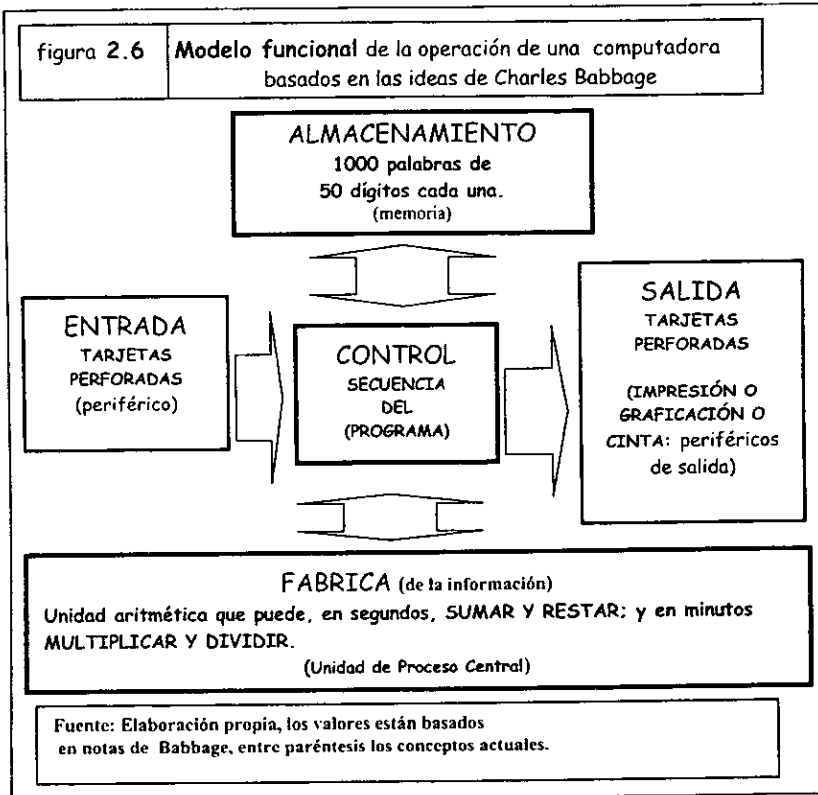 figura 2.6
Modelo funcional de la operación de una computadora
basados en las ideas de Charles Babbage
ALMACENAMIENTO
1000 palabras de
50 dígitos cada una.
(memoria)
ENTRADA
TARJETAS
PERFORADAS
(periférico)
CONTROL
SECUENCIA
DEL
(PROGRAMA)
SALIDA
TARJETAS
PERFORADAS
(IMPRESIÓN O
GRAFICACIÓN O
CINTA: periféricos
de salida)
FABRICA (de la información)
Unidad aritmética que puede, en segundos, SUMAR Y RESTAR; y en minutos
MULTIPLICAR Y DIVIDIR.
(Unidad de Proceso Central)
Fuente: Elaboración propia, los valores están basados
en notas de Babbage, entre paréntesis los conceptos actuales.